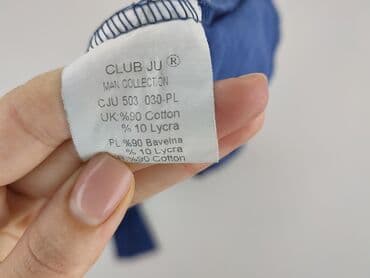 CLUB JU ®
MAN COLLECTION
CJU 503 030-PL
UK:%90 Cotton
% 10 Lycra
PL %90 Bavelna
% 10 Lycra
%90 Cotton